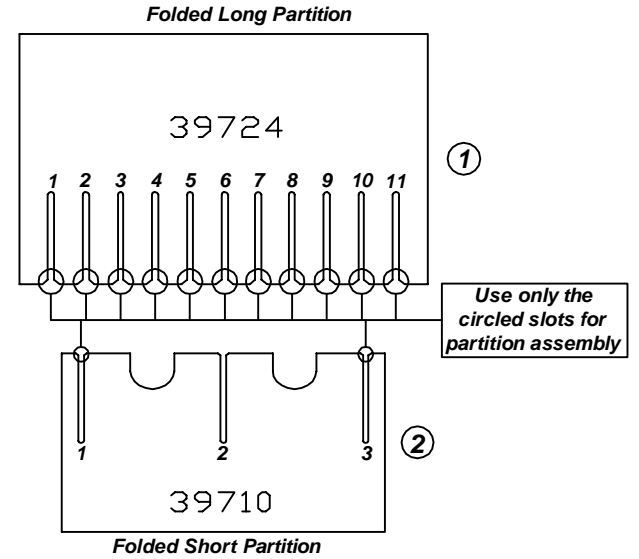 Folded Long Partition
39724
1
1 2 3 4 5 6 7 8 9 10 11
Use only the
circled slots for
partition assembly
2
1 2 3
39710
Folded Short Partition